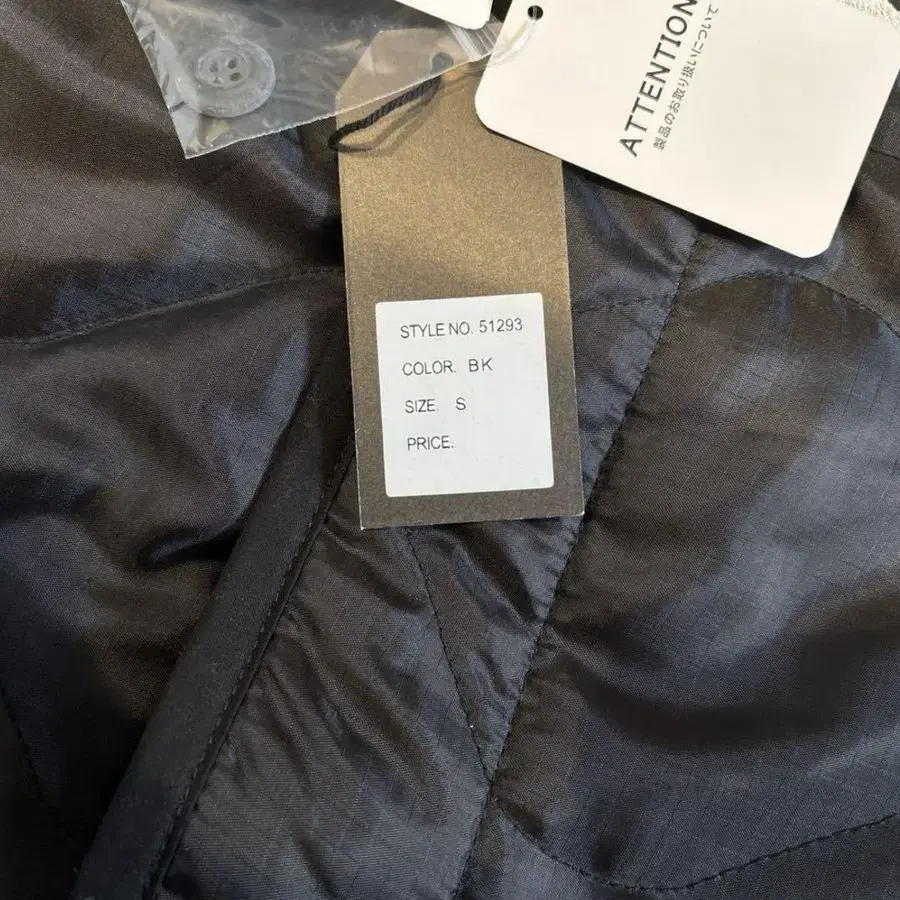 ATTENTION
製品のお取り扱いについて
STYLE NO. 51293
COLOR. BK
SIZE. S
PRICE.